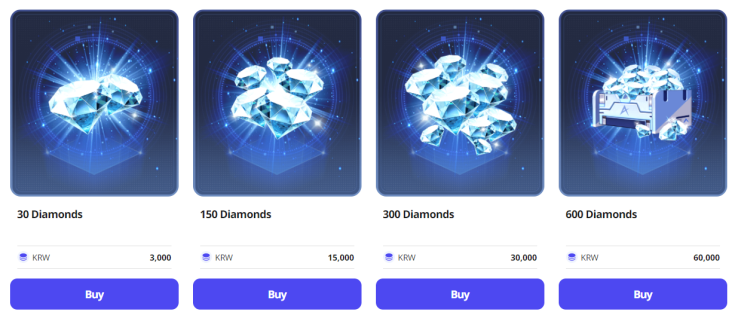 30 Diamonds
150 Diamonds
300 Diamonds
600 Diamonds
KRW 3,000
KRW 15,000
KRW 30,000
KRW 60,000
Buy
Buy
Buy
Buy